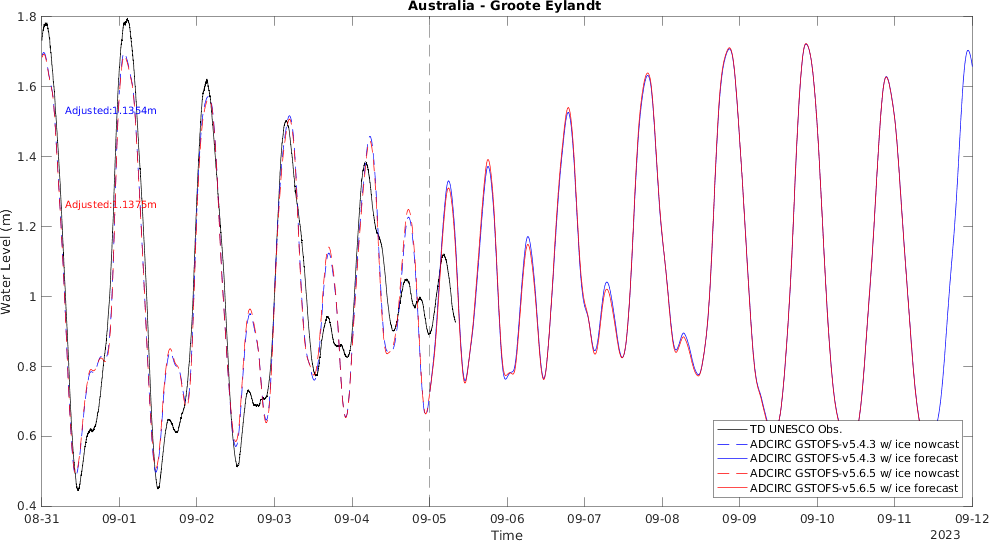 Australia - Groote Eylandt
1.8
1.6
1.4
1.2
1
0.8
0.6
0.4
Water Level (m)
Adjusted:1.1354m
Adjusted:1.1375m
TD UNESCO Obs.
ADCIRC GSTOFS-v5.4.3 w/ ice nowcast
ADCIRC GSTOFS-v5.4.3 w/ ice forecast
ADCIRC GSTOFS-v5.6.5 w/ ice nowcast
ADCIRC GSTOFS-v5.6.5 w/ ice forecast
08-31 09-01 09-02 09-03 09-04 09-05 09-06 09-07 09-08 09-09 09-10 09-11 09-12
Time
2023